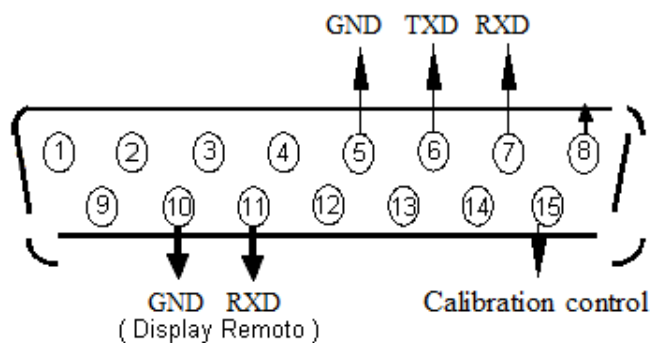 GND TXD RXD
1 2 3 4 5 6 7 8
9 10 11 12 13 14 15
GND RXD Calibration control
( Display Remoto )